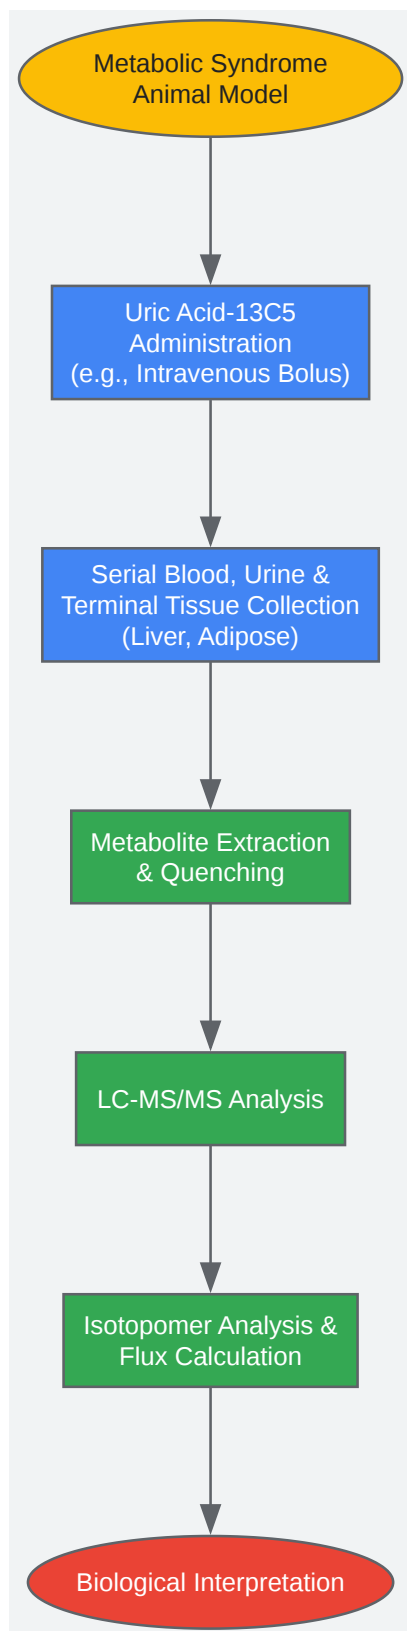 Metabolic Syndrome
Animal Model
Uric Acid-13C5
Administration
(e.g., Intravenous Bolus)
Serial Blood, Urine &
Terminal Tissue Collection
(Liver, Adipose)
Metabolite Extraction
& Quenching
LC-MS/MS Analysis
Isotopomer Analysis &
Flux Calculation
Biological Interpretation